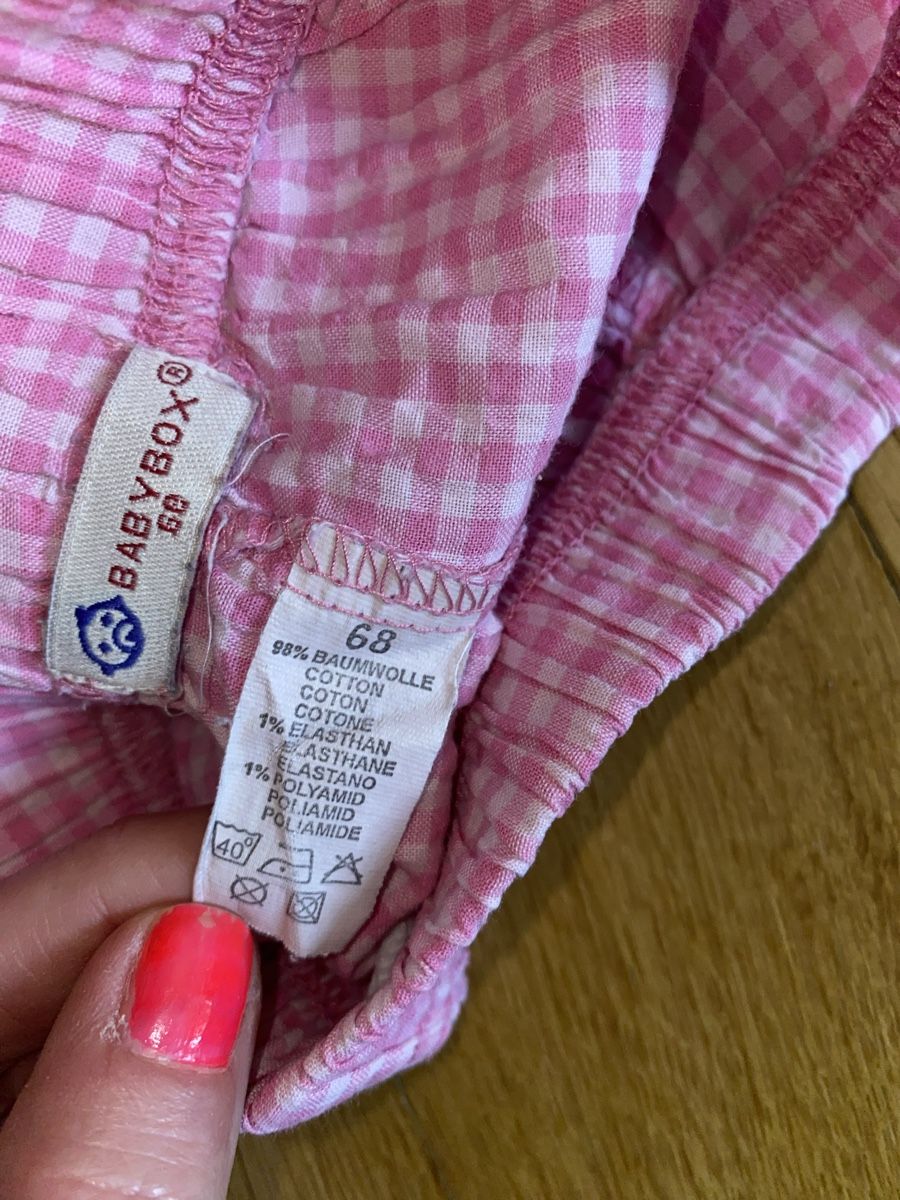 BABYBOX®
68
68
98% BAUMWOLLE
COTTON
COTON
COTONE
1% ELASTHAN
ELASTHANE
ELASTANO
1% POLYAMID
POLIAMID
POLIAMIDE
40°